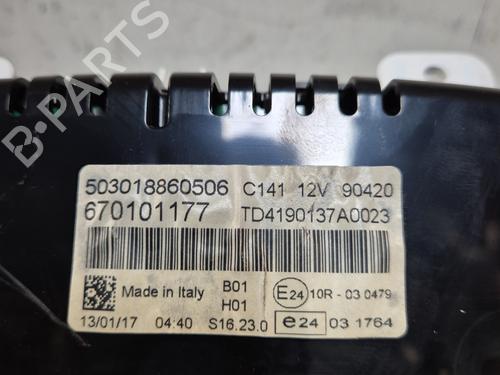 B-PARTS
503018860506 C141 12V 90420
670101177 TD4190137A0023
Made in Italy B01 H01 E24 10R - 03 0479
13/01/17 04:40 S16.23.0 e24 03 1764